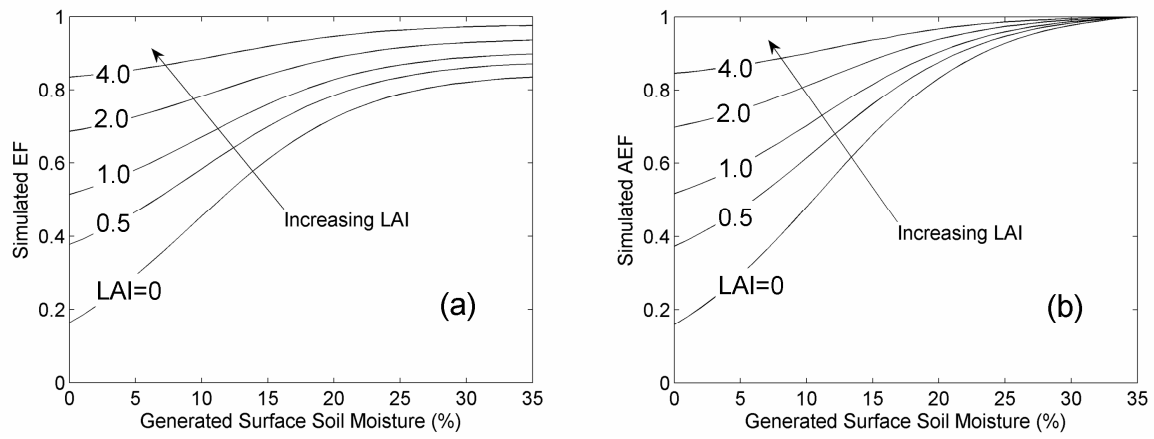 Simulated EF
1
0.8
0.6
0.4
0.2
0
4.0
2.0
1.0
0.5
LAI=0
Increasing LAI
(a)
0 5 10 15 20 25 30 35
Generated Surface Soil Moisture (%)
Simulated AEF
1
0.8
0.6
0.4
0.2
0
4.0
2.0
1.0
0.5
LAI=0
Increasing LAI
(b)
0 5 10 15 20 25 30 35
Generated Surface Soil Moisture (%)